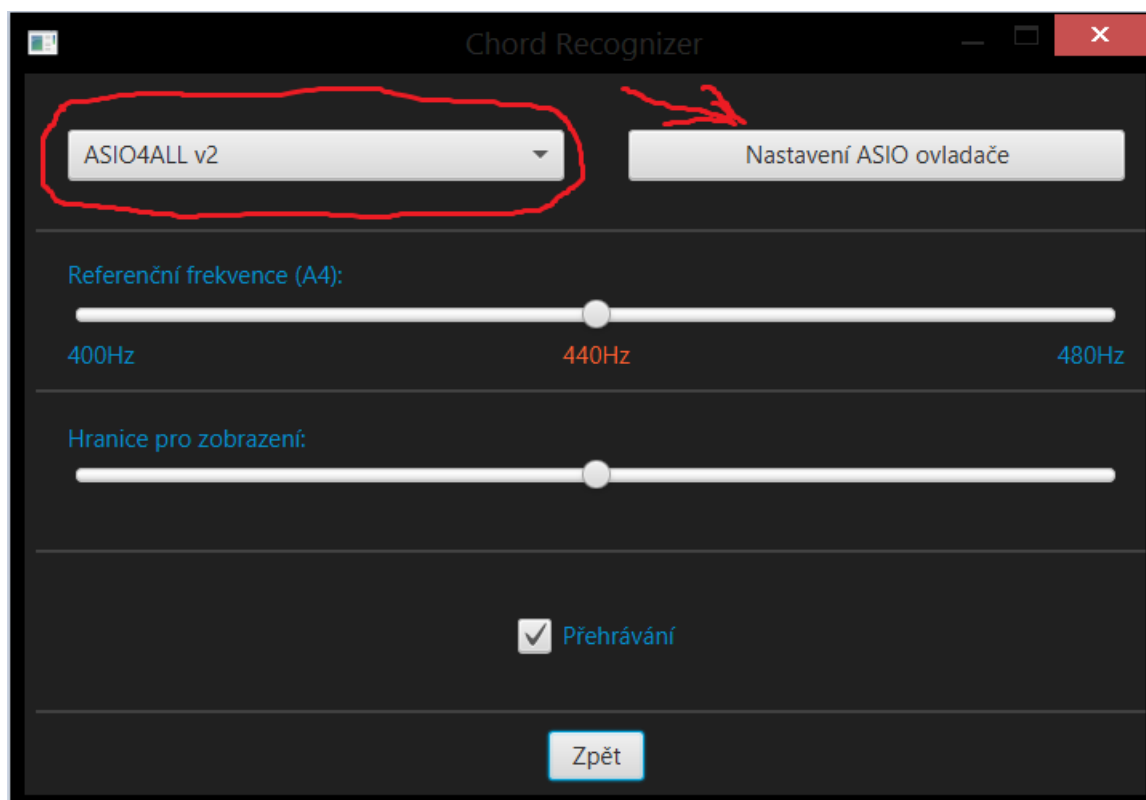 Chord Recognizer
ASIO4ALL v2
Nastavení ASIO ovladače
Referenční frekvence (A4):
400Hz 440Hz 480Hz
Hranice pro zobrazení:
Přehrávání
Zpět